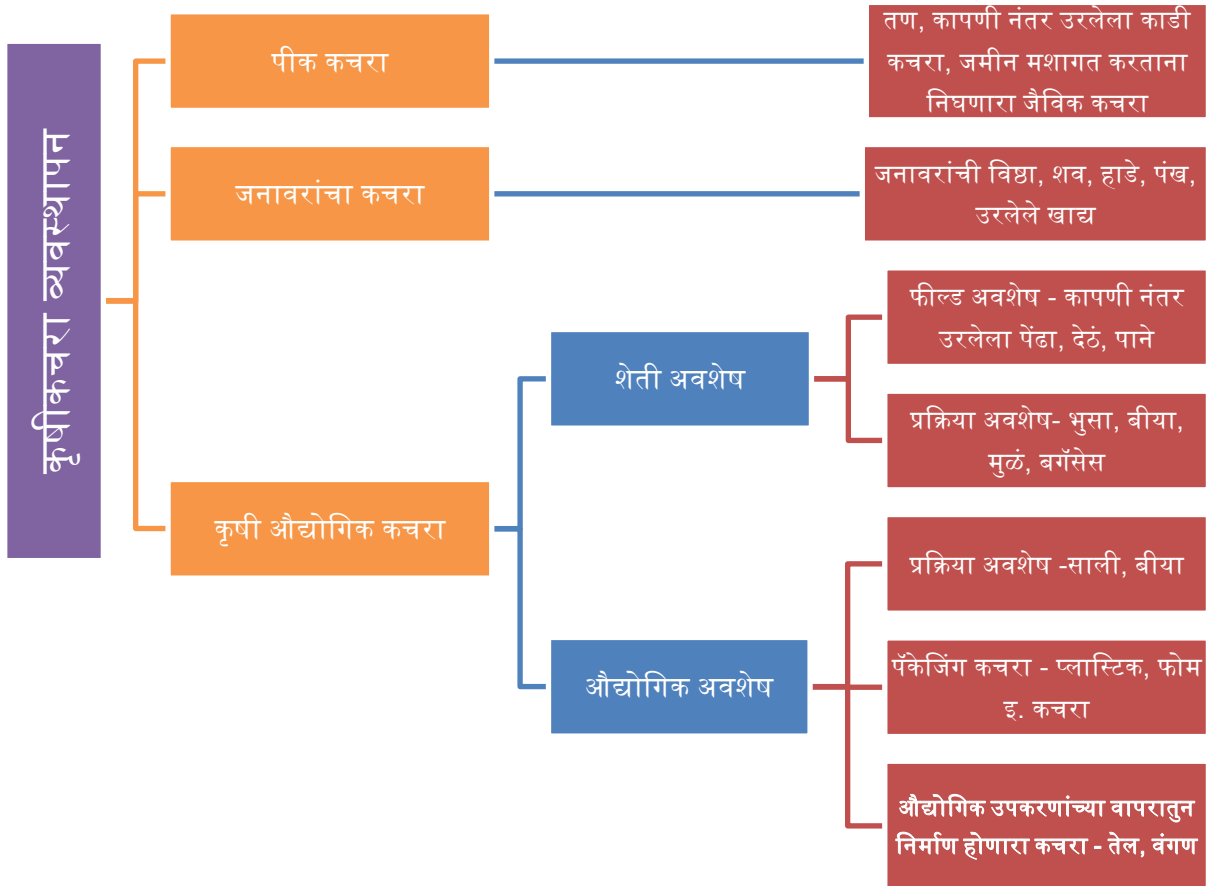 कृषीकचरा व्यवस्थापन
पीक कचरा
तण, कापणी नंतर उरलेला काडी
कचरा, जमीन मशागत करताना
निघणारा जैविक कचरा
जनावरांचा कचरा
जनावरांची विष्ठा, शव, हाडे, पंख,
उरलेले खाद्य
कृषी औद्योगिक कचरा
शेती अवशेष
फील्ड अवशेष - कापणी नंतर
उरलेला पेंढा, देठं, पाने
प्रक्रिया अवशेष- भुसा, बीया,
मुळं, बगॅसेस
औद्योगिक अवशेष
प्रक्रिया अवशेष -साली, बीया
पॅकेजिंग कचरा - प्लास्टिक, फोम
इ. कचरा
औद्योगिक उपकरणांच्या वापरातुन
निर्माण होणारा कचरा - तेल, वंगण